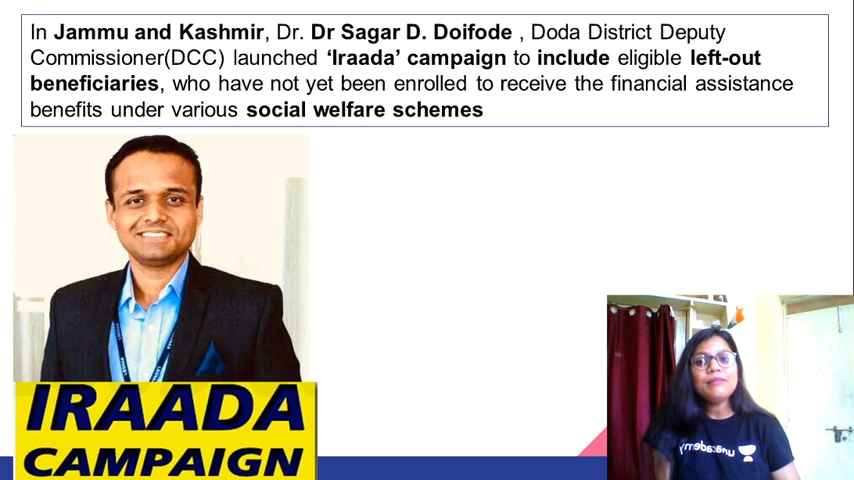 In Jammu and Kashmir, Dr. Dr Sagar D. Doifode , Doda District Deputy
Commissioner(DCC) launched ‘Iraada’ campaign to include eligible left-out
beneficiaries, who have not yet been enrolled to receive the financial assistance
benefits under various social welfare schemes
IRAADA
CAMPAIGN
unacademy